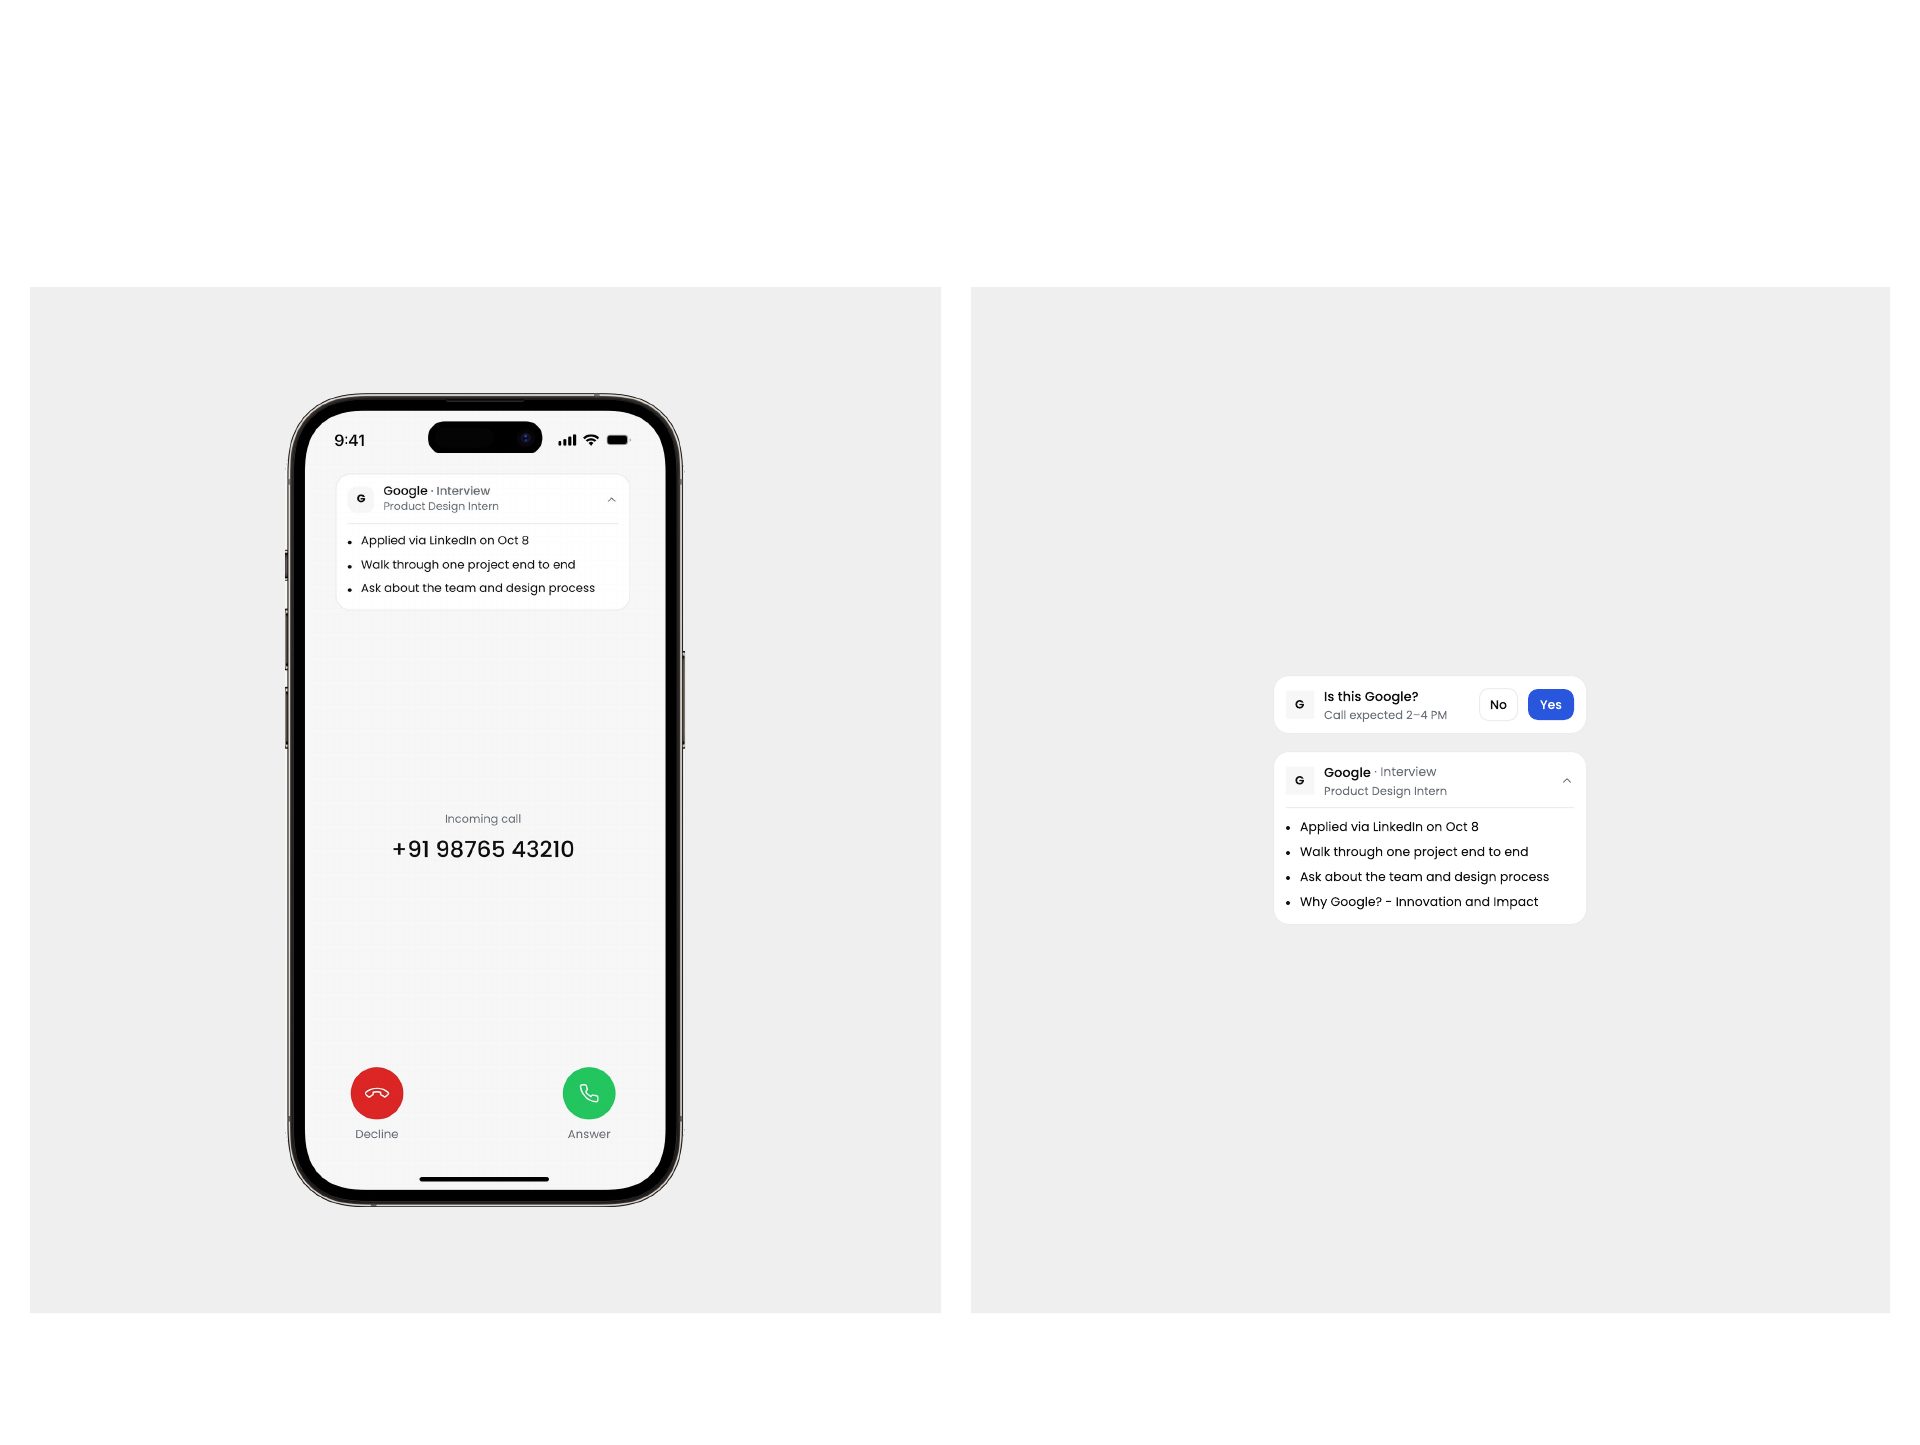 9:41
G
Google · Interview
Product Design Intern
• Applied via LinkedIn on Oct 8
• Walk through one project end to end
• Ask about the team and design process
Incoming call
+91 98765 43210
Decline
Answer
G
Is this Google?
Call expected 2–4 PM
No
Yes
G
Google · Interview
Product Design Intern
• Applied via LinkedIn on Oct 8
• Walk through one project end to end
• Ask about the team and design process
• Why Google? - Innovation and Impact